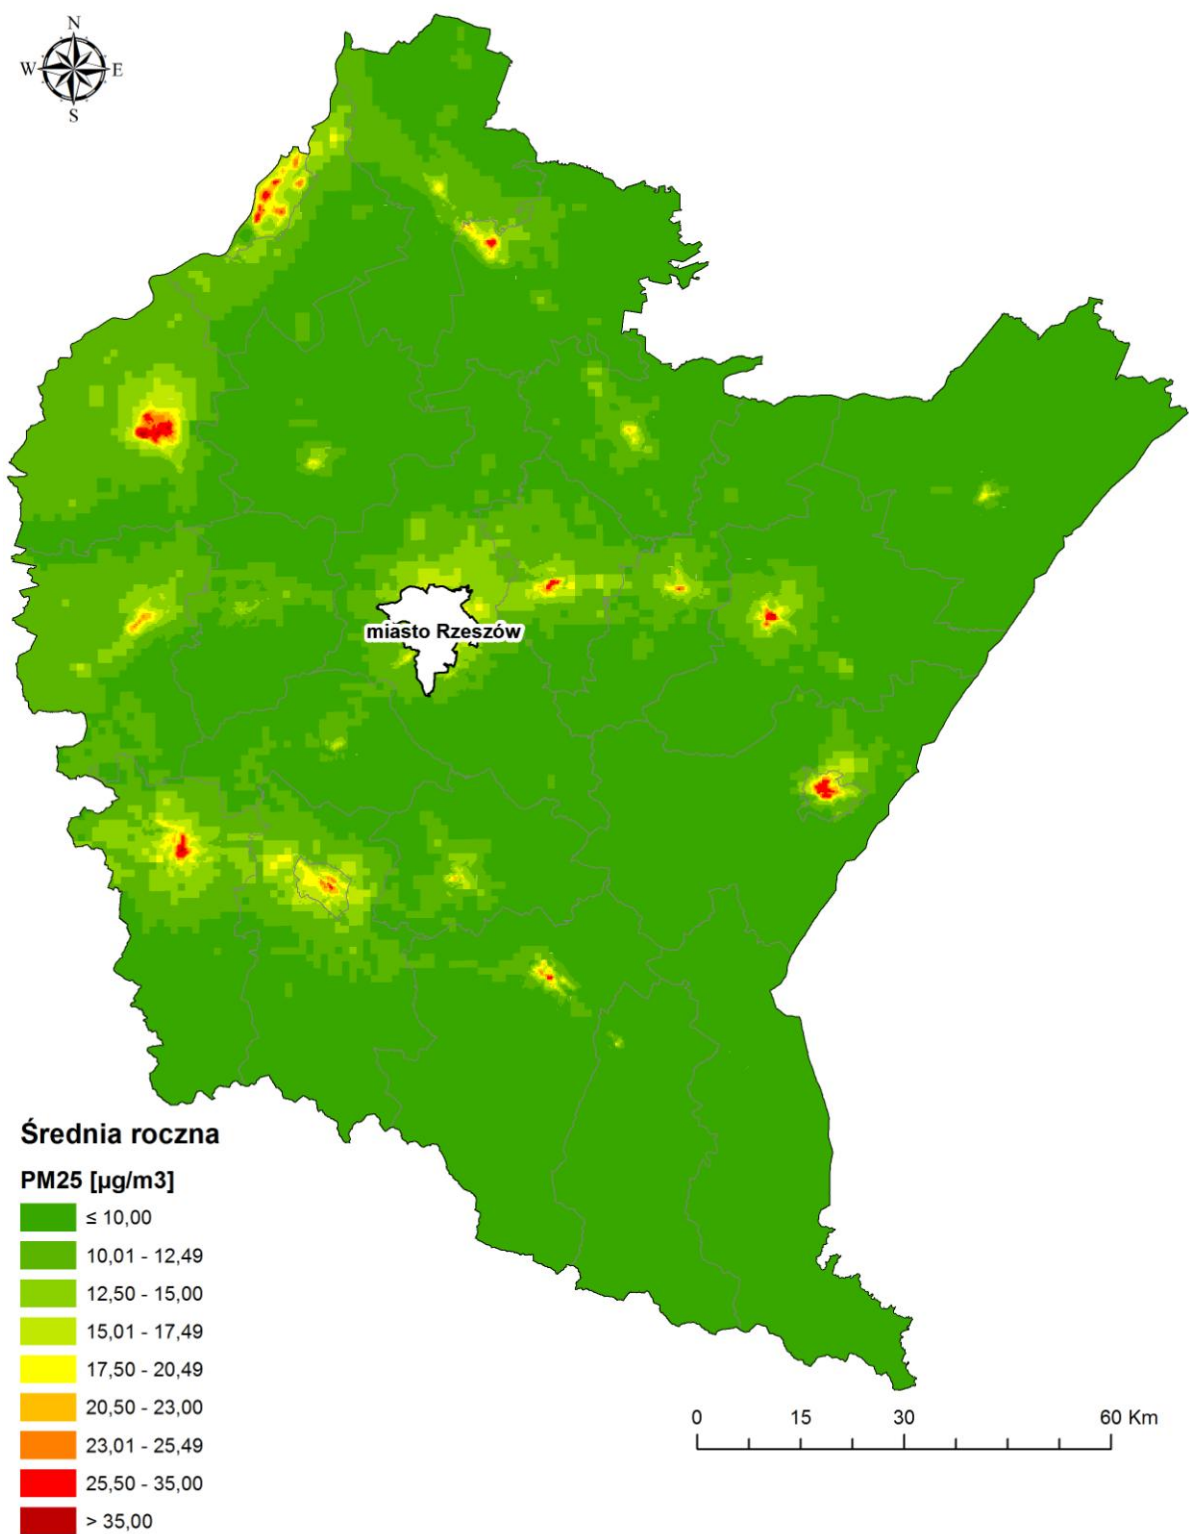 N
W E
S
miasto Rzeszów
Średnia roczna
PM25 [µg/m3]
≤ 10,00
10,01 - 12,49
12,50 - 15,00
15,01 - 17,49
17,50 - 20,49
20,50 - 23,00
23,01 - 25,49
25,50 - 35,00
> 35,00
0 15 30 60 Km